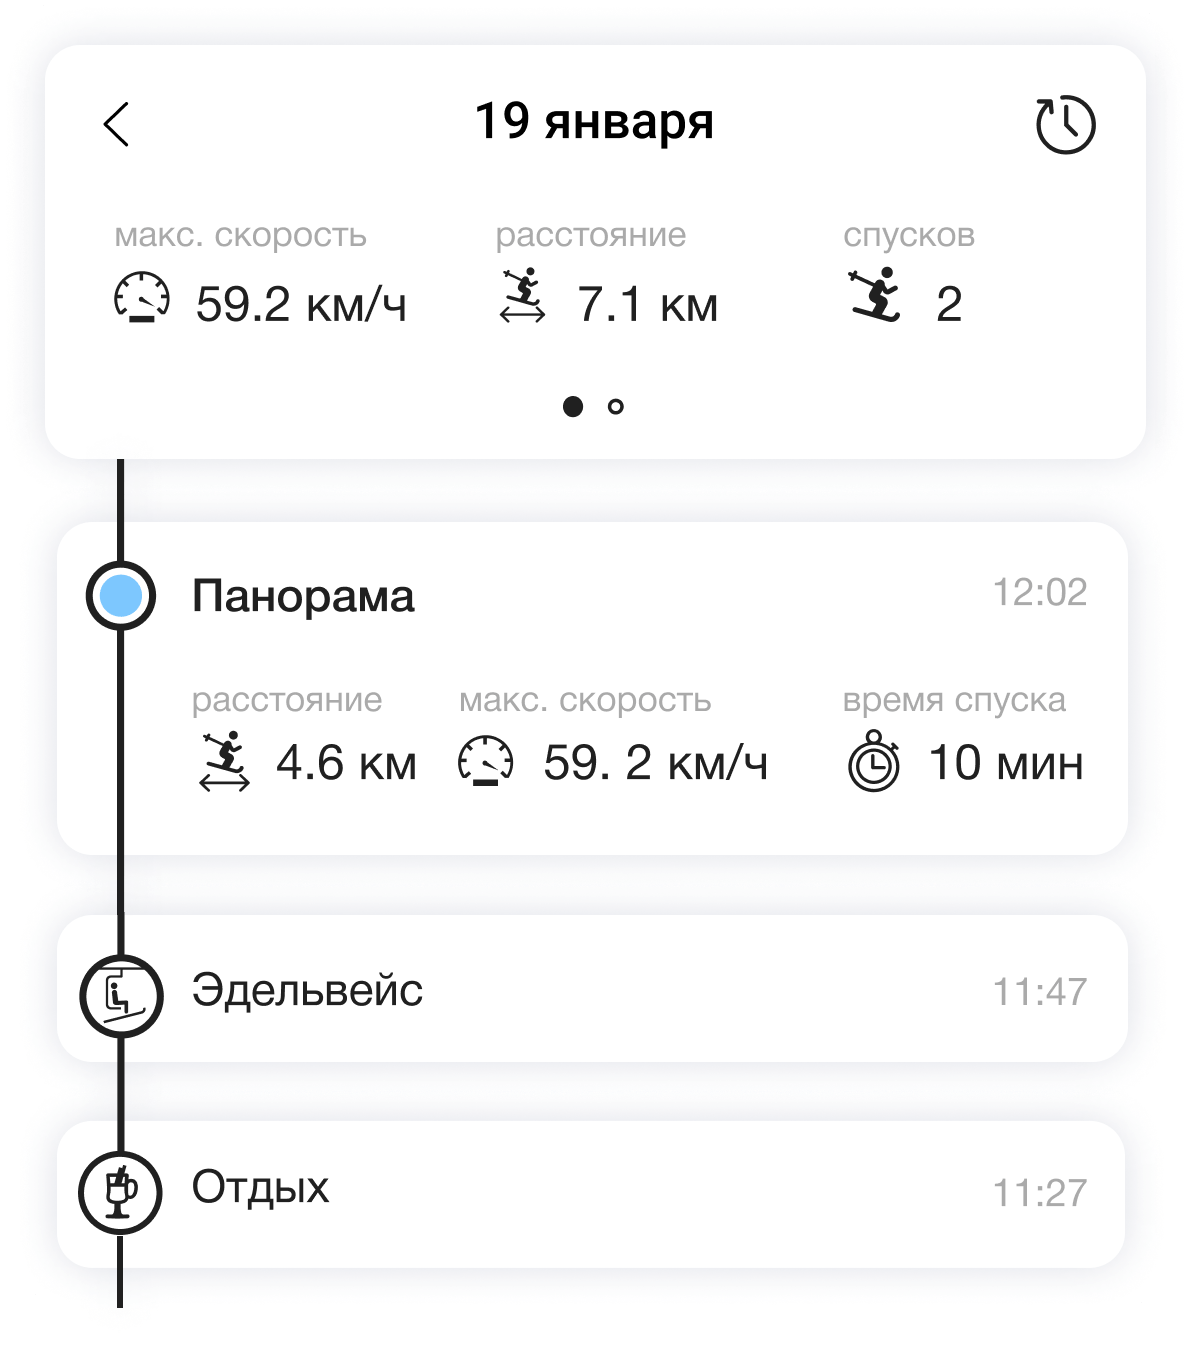 19 января
макс. скорость расстояние спусков
59.2 км/ч 7.1 км 2
Панорама 12:02
расстояние макс. скорость время спуска
4.6 км 59. 2 км/ч 10 мин
Эдельвейс 11:47
Отдых 11:27